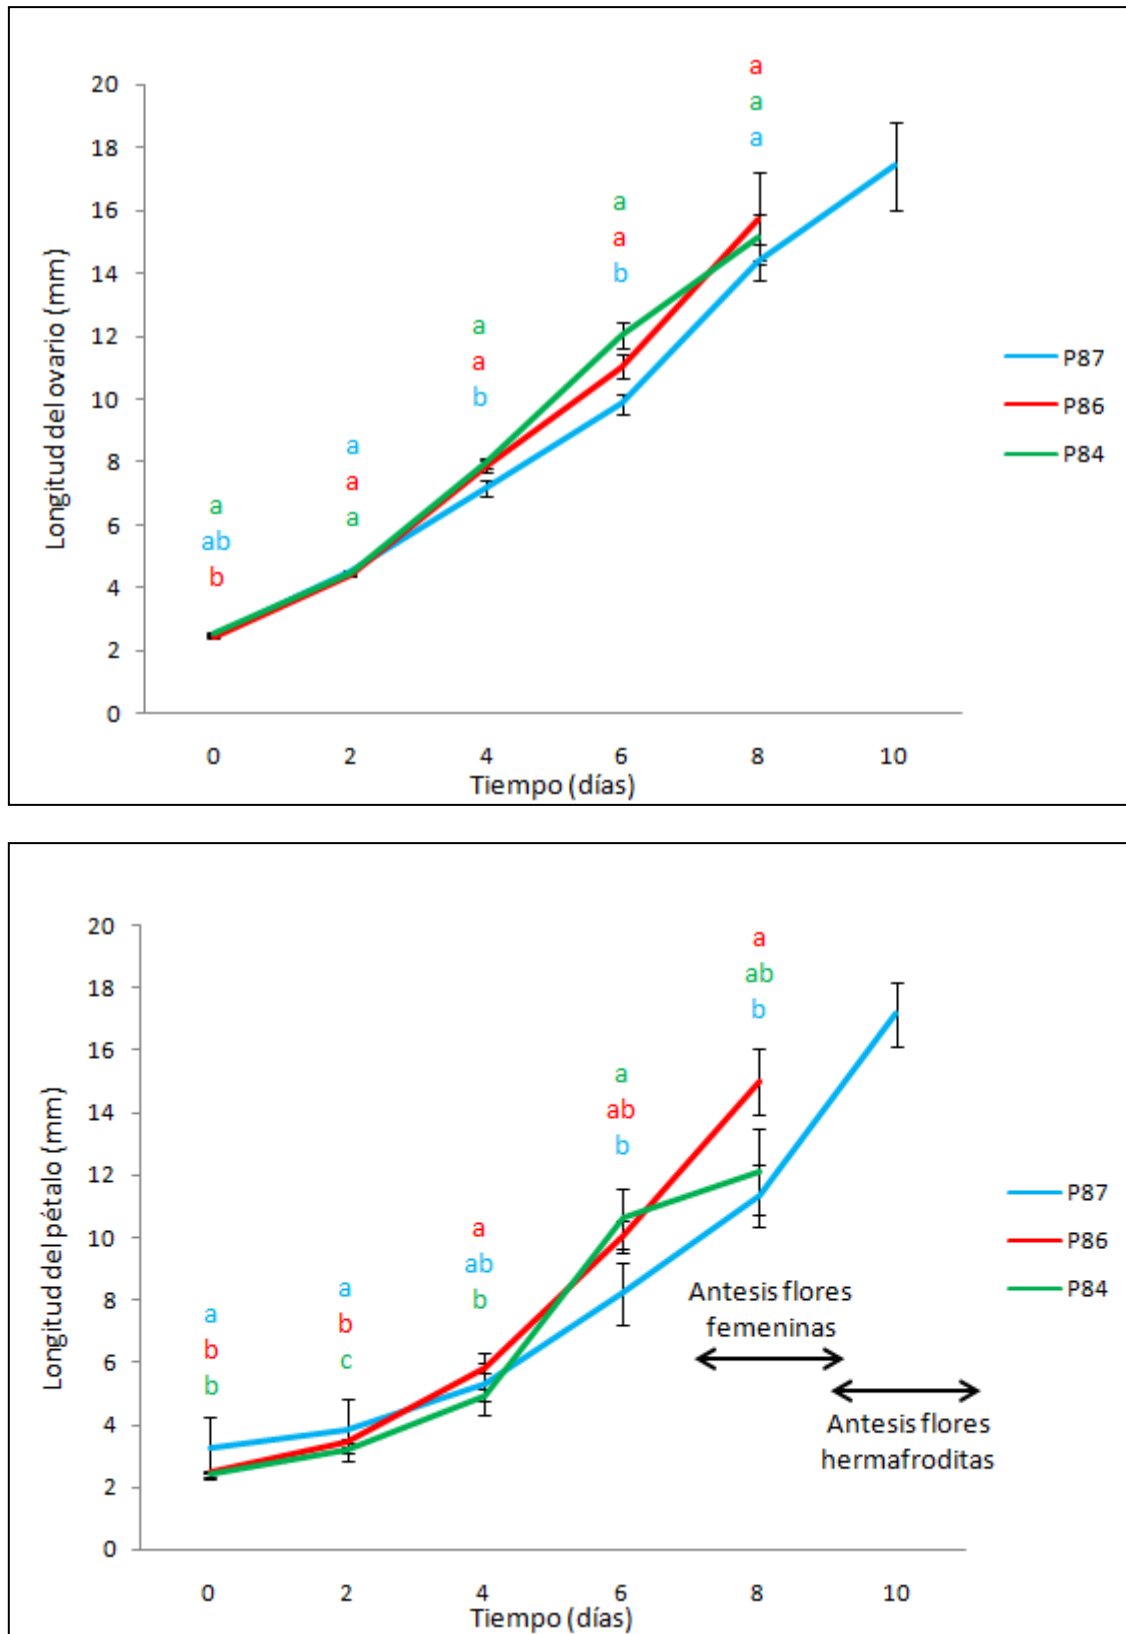 20
18
16
14
12
10
8
6
4
2
0
Longitud del ovario (mm)
a
ab
b
a
a
a
a
a
b
a
a
b
a
a
a
0 2 4 6 8 10
Tiempo (días)
P87
P86
P84
20
18
16
14
12
10
8
6
4
2
0
Longitud del pétalo (mm)
a
b
b
a
b
c
a
ab
b
a
ab
b
a
ab
b
Antesis flores
femeninas
Antesis flores
hermafroditas
0 2 4 6 8 10
Tiempo (días)
P87
P86
P84